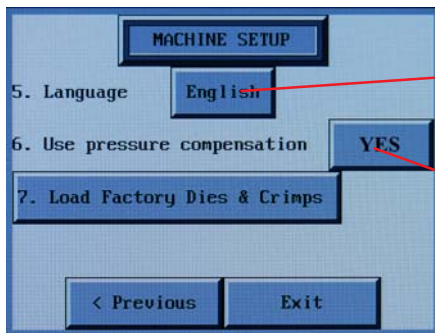 MACHINE SETUP
5. Language English
6. Use pressure compensation YES
7. Load Factory Dies & Crimps
< Previous Exit